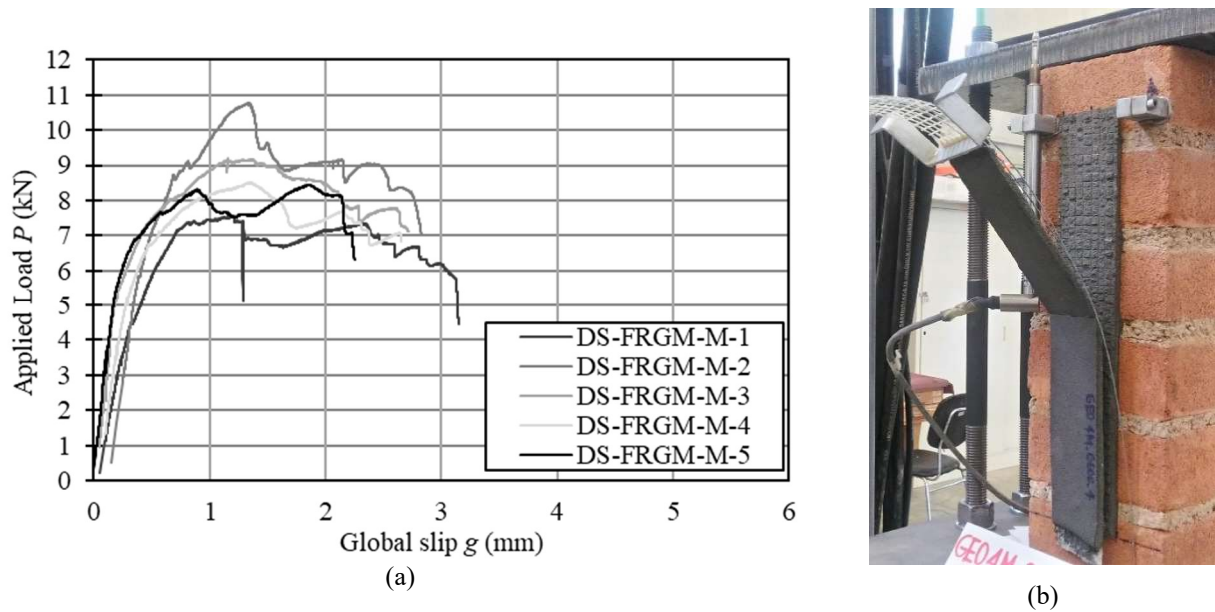 12
11
10
9
8
7
6
5
4
3
2
1
0
Applied Load P (kN)
DS-FRGM-M-1
DS-FRGM-M-2
DS-FRGM-M-3
DS-FRGM-M-4
DS-FRGM-M-5
0 1 2 3 4 5 6
Global slip g (mm)
(a)
GEO4M
(b)